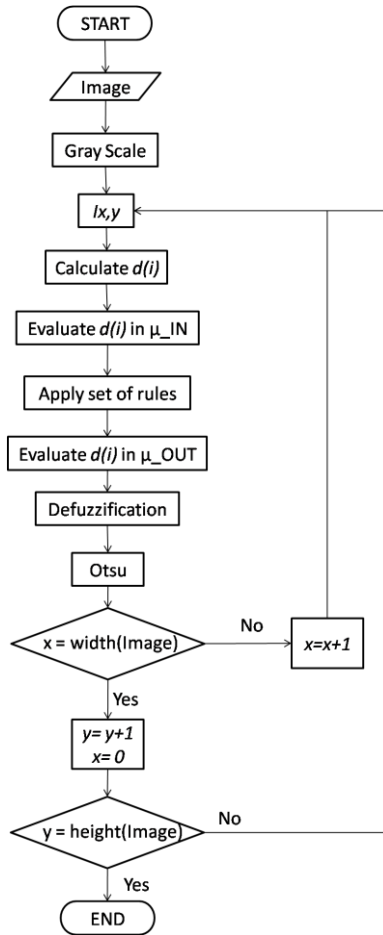 START
Image
Gray Scale
Ix,y
Calculate d(i)
Evaluate d(i) in µ_IN
Apply set of rules
Evaluate d(i) in µ_OUT
Defuzzification
Otsu
x = width(Image)
No
x=x+1
Yes
y= y+1
x= 0
y = height(Image)
No
Yes
END